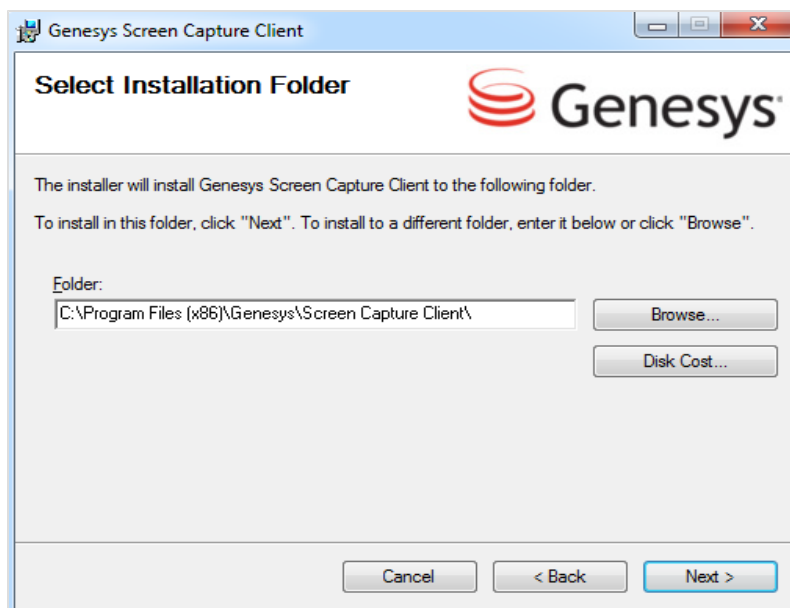 Genesys Screen Capture Client
Select Installation Folder
Genesys
The installer will install Genesys Screen Capture Client to the following folder.
To install in this folder, click "Next". To install to a different folder, enter it below or click "Browse".
Folder:
C:\Program Files (x86)\Genesys\Screen Capture Client\
Browse...
Disk Cost...
Cancel
< Back
Next >